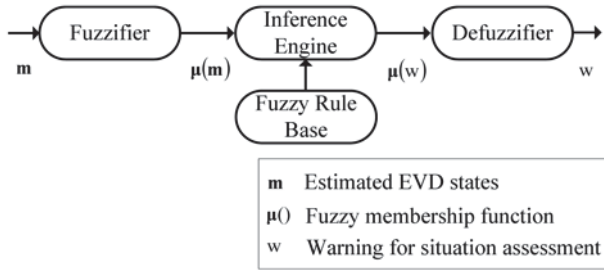 Fuzzifier
Inference
Engine
Defuzzifier
m
μ(m)
μ(w)
w
Fuzzy Rule
Base
m Estimated EVD states
μ() Fuzzy membership function
w Warning for situation assessment